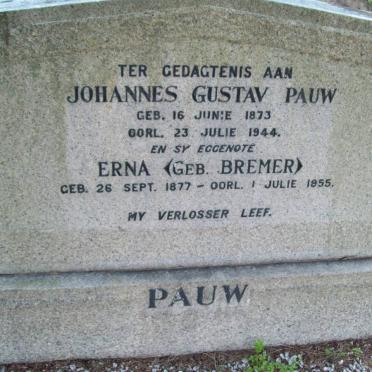 TER GEDAGTENIS AAN
JOHANNES GUSTAV PAUW
GEB. 16 JUNIE 1873
OORL. 23 JULIE 1944.
EN SY EGGENOTE
ERNA (GEB. BREMER)
GEB. 26 SEPT. 1877 – OORL. 1 JULIE 1955.
MY VERLOSSER LEEF.
PAUW